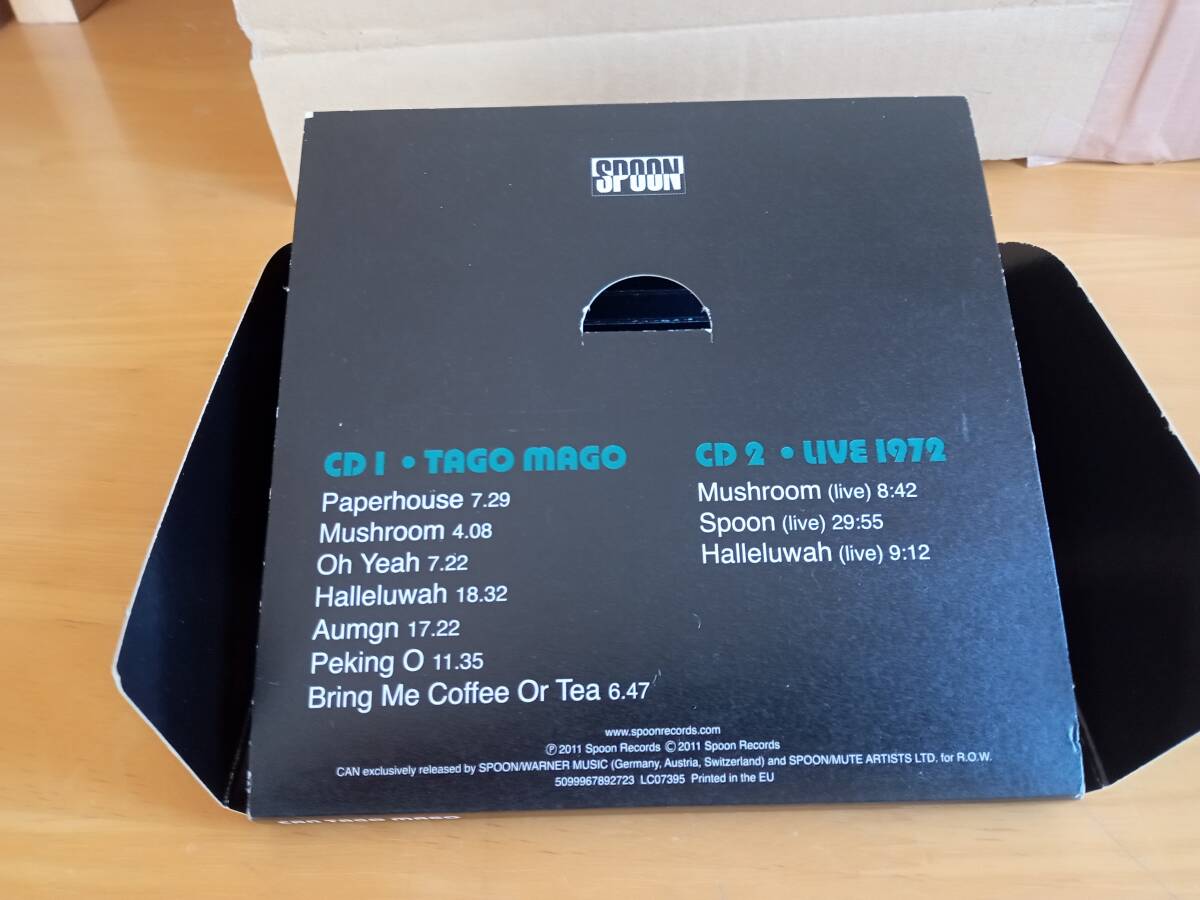 SPOON
CD 1 • TAGO MAGO
Paperhouse 7.29
Mushroom 4.08
Oh Yeah 7.22
Halleluwah 18.32
Aumgn 17.22
Peking O 11.35
Bring Me Coffee Or Tea 6.47
CD 2 • LIVE 1972
Mushroom (live) 8:42
Spoon (live) 29:55
Halleluwah (live) 9:12
www.spoonrecords.com
℗ 2011 Spoon Records © 2011 Spoon Records
CAN exclusively released by SPOON/WARNER MUSIC (Germany, Austria, Switzerland) and SPOON/MUTE ARTISTS LTD. for R.O.W.
5099967892723 LC07395 Printed in the EU
CAN TAGO MAGO